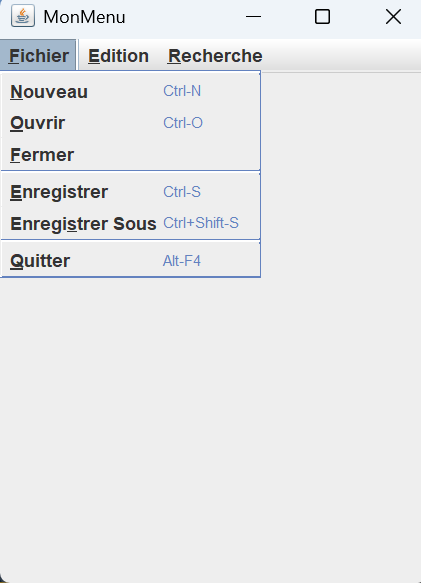 MonMenu
Fichier Edition Recherche
Nouveau Ctrl-N
Ouvrir Ctrl-O
Fermer
Enregistrer Ctrl-S
Enregistrer Sous Ctrl+Shift-S
Quitter Alt-F4